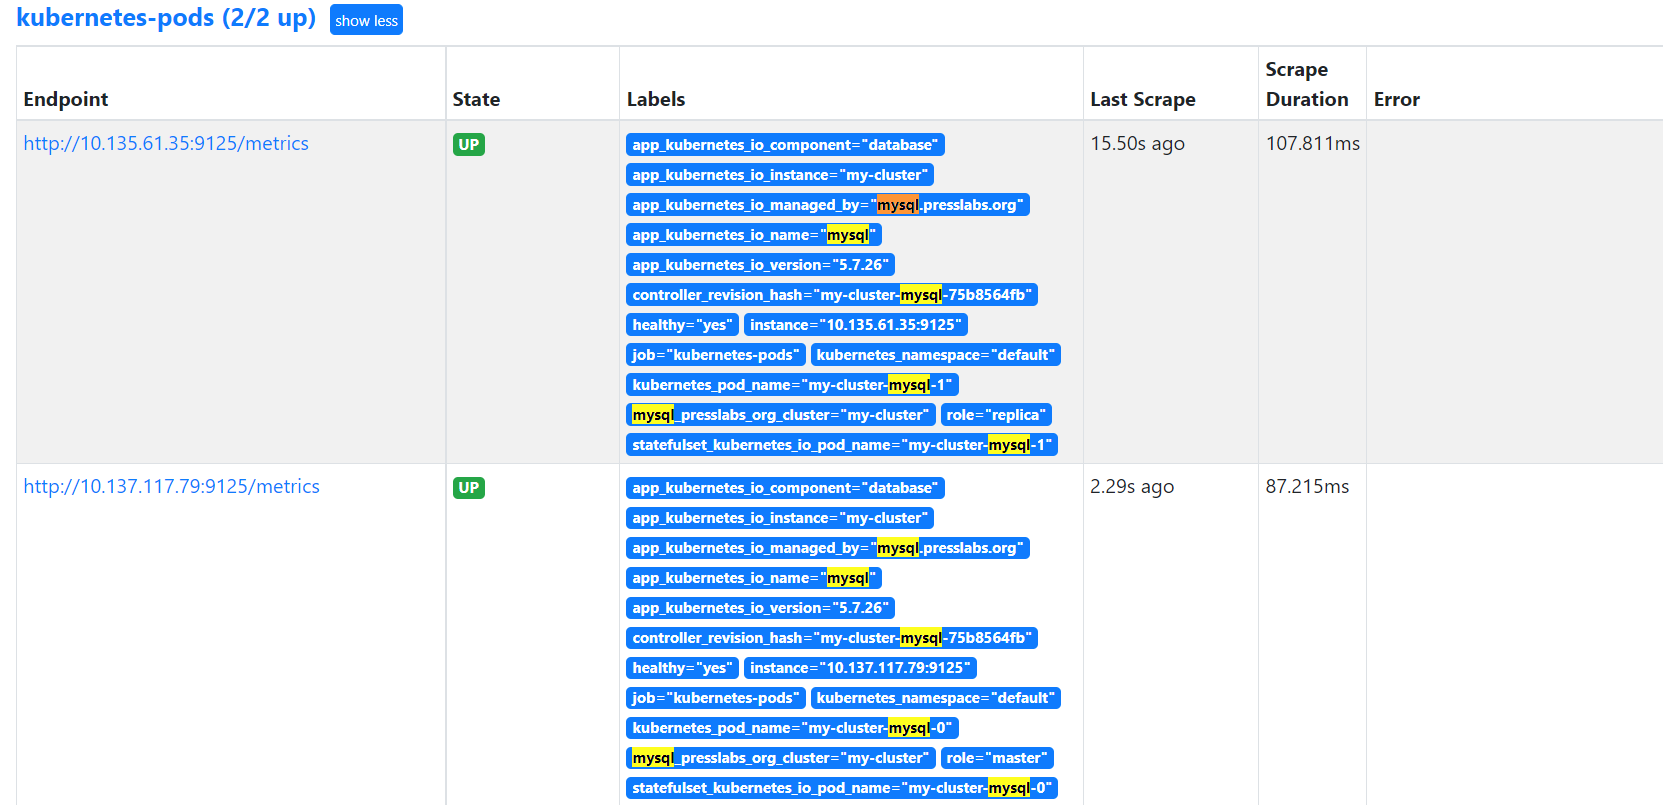 kubernetes-pods (2/2 up) show less
Endpoint State Labels Last Scrape Scrape Duration Error
http://10.135.61.35:9125/metrics UP app_kubernetes_io_component="database" 15.50s ago 107.811ms
app_kubernetes_io_instance="my-cluster"
app_kubernetes_io_managed_by="mysql.presslabs.org"
app_kubernetes_io_name="mysql"
app_kubernetes_io_version="5.7.26"
controller_revision_hash="my-cluster-mysql-75b8564fb"
healthy="yes" instance="10.135.61.35:9125"
job="kubernetes-pods" kubernetes_namespace="default"
kubernetes_pod_name="my-cluster-mysql-1"
mysql_presslabs_org_cluster="my-cluster" role="replica"
statefulset_kubernetes_io_pod_name="my-cluster-mysql-1"
http://10.137.117.79:9125/metrics UP app_kubernetes_io_component="database" 2.29s ago 87.215ms
app_kubernetes_io_instance="my-cluster"
app_kubernetes_io_managed_by="mysql.presslabs.org"
app_kubernetes_io_name="mysql"
app_kubernetes_io_version="5.7.26"
controller_revision_hash="my-cluster-mysql-75b8564fb"
healthy="yes" instance="10.137.117.79:9125"
job="kubernetes-pods" kubernetes_namespace="default"
kubernetes_pod_name="my-cluster-mysql-0"
mysql_presslabs_org_cluster="my-cluster" role="master"
statefulset_kubernetes_io_pod_name="my-cluster-mysql-0"